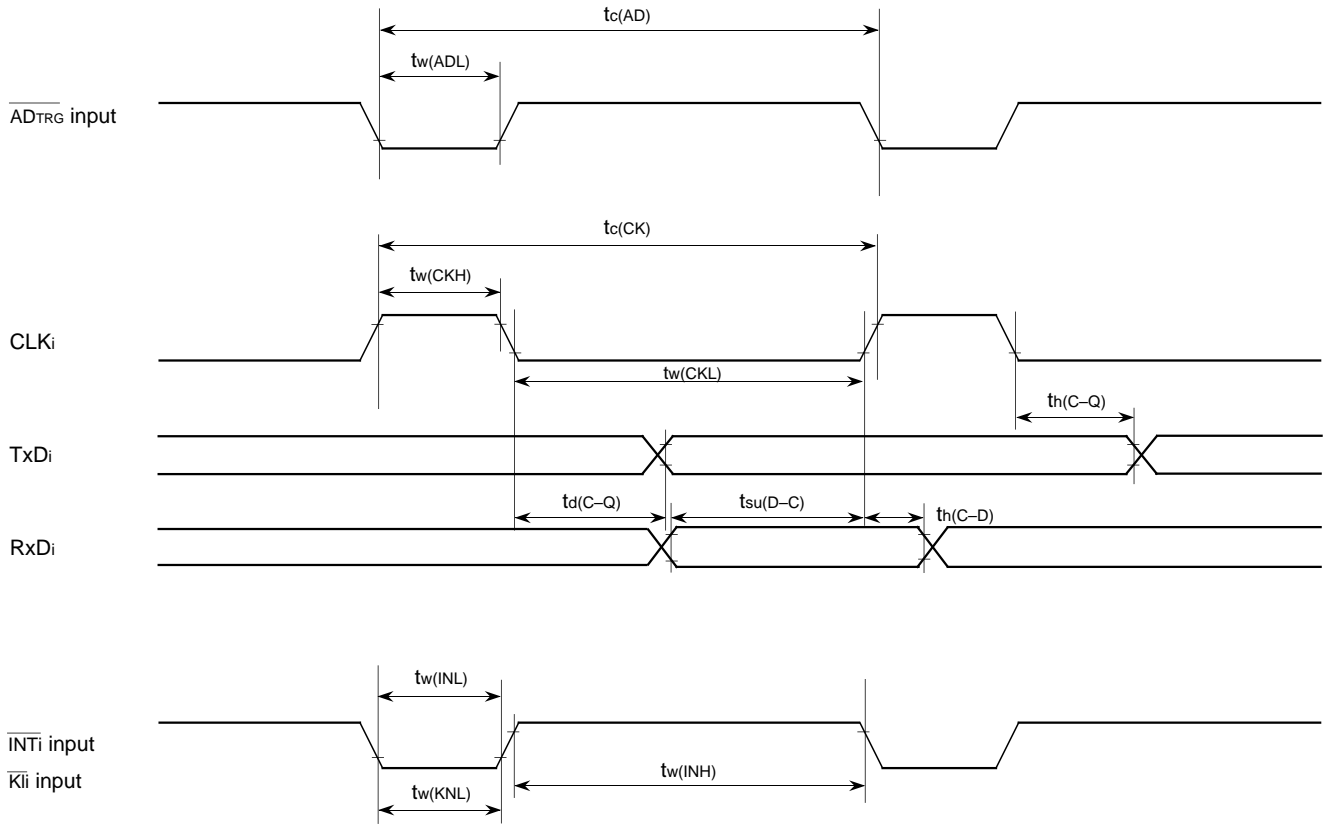 tc(AD)
tw(ADL)
ADTRG input
tc(CK)
tw(CKH)
CLKi
tw(CKL)
th(C–Q)
TxDi
td(C–Q)
tsu(D–C)
th(C–D)
RxDi
tw(INL)
INTi input
KIi input
tw(INH)
tw(KNL)